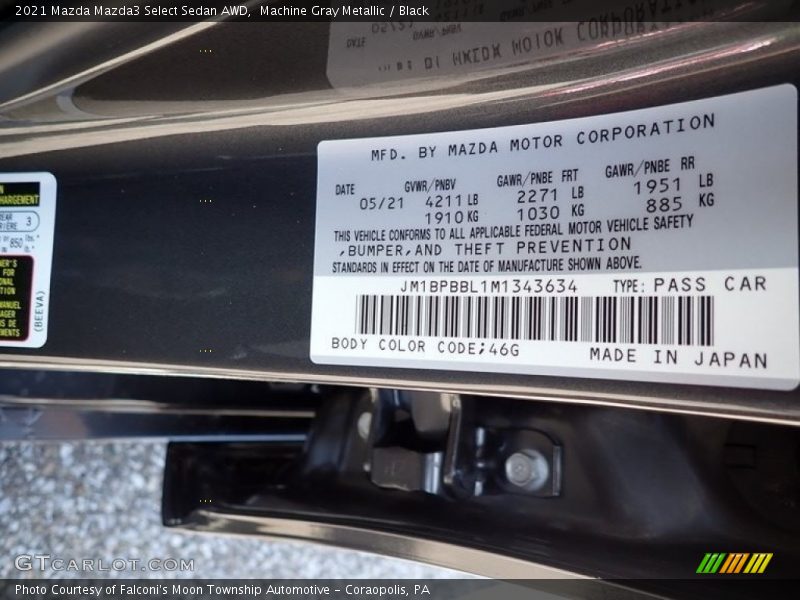 2021 Mazda Mazda3 Select Sedan AWD, Machine Gray Metallic / Black
MFD. BY MAZDA MOTOR CORPORATION
DATE GVWR/PNBV GAWR/PNBE FRT GAWR/PNBE RR
05/21 4211 LB 2271 LB 1951 LB
1910 KG 1030 KG 885 KG
THIS VEHICLE CONFORMS TO ALL APPLICABLE FEDERAL MOTOR VEHICLE SAFETY
,BUMPER,AND THEFT PREVENTION
STANDARDS IN EFFECT ON THE DATE OF MANUFACTURE SHOWN ABOVE.
JM1BPBBL1M1343634 TYPE: PASS CAR
BODY COLOR CODE;46G MADE IN JAPAN
3
850 lbs.
(BEEVA)
GTCARLOT.COM
Photo Courtesy of Falconi's Moon Township Automotive - Coraopolis, PA